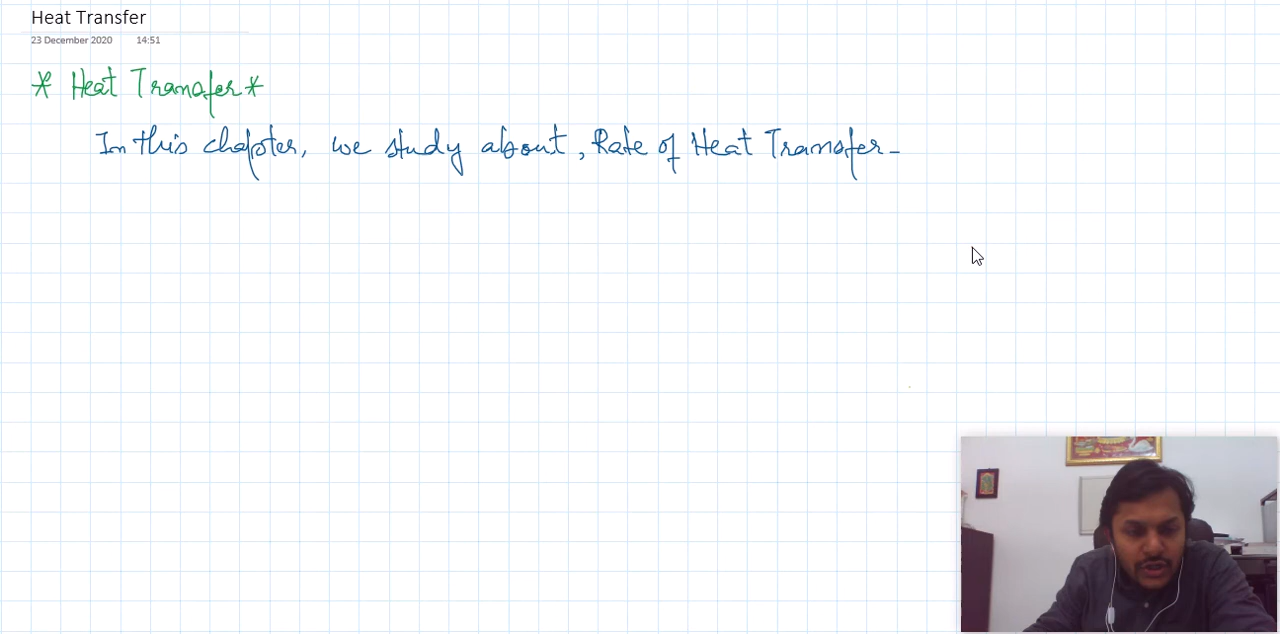 Heat Transfer
23 December 2020 14:51
* Heat Transfer *
In this chapter, we study about, Rate of Heat Transfer -